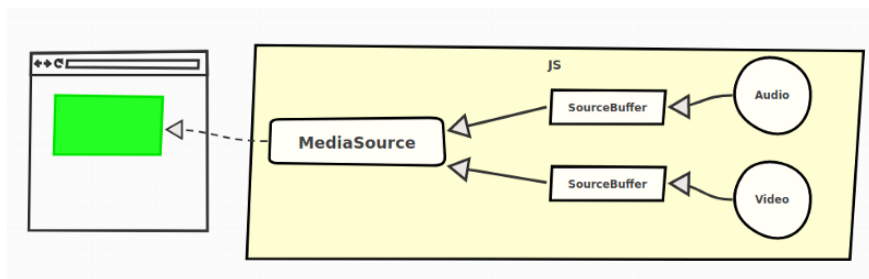 JS
Audio
SourceBuffer
MediaSource
SourceBuffer
Video